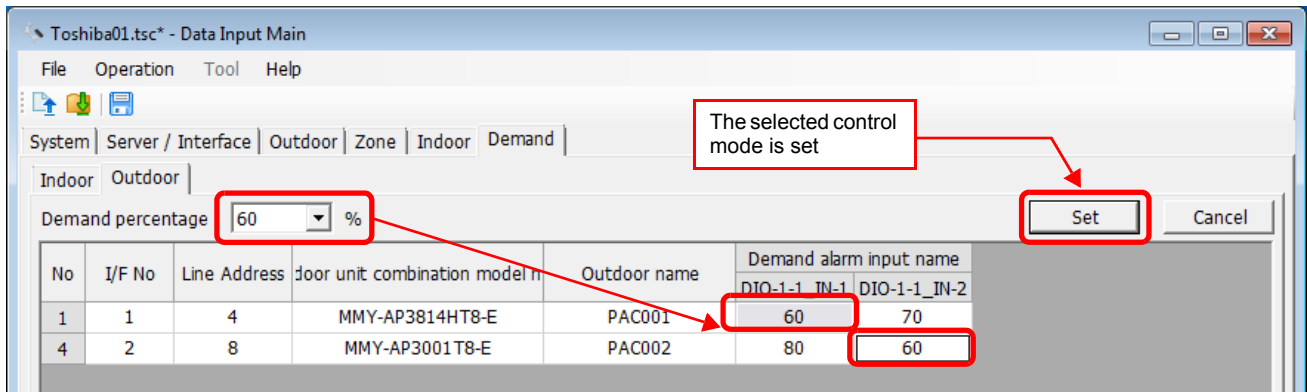 Toshiba01.tsc* - Data Input Main
File Operation Tool Help
The selected control
mode is set
System Server / Interface Outdoor Zone Indoor Demand
Indoor Outdoor
Demand percentage 60 % Set Cancel
Demand alarm input name
No I/F No Line Address door unit combination model n Outdoor name
DIO-1-1_IN-1 DIO-1-1_IN-2
1 1 4 MMY-AP3814HT8-E PAC001 60 70
4 2 8 MMY-AP3001T8-E PAC002 80 60